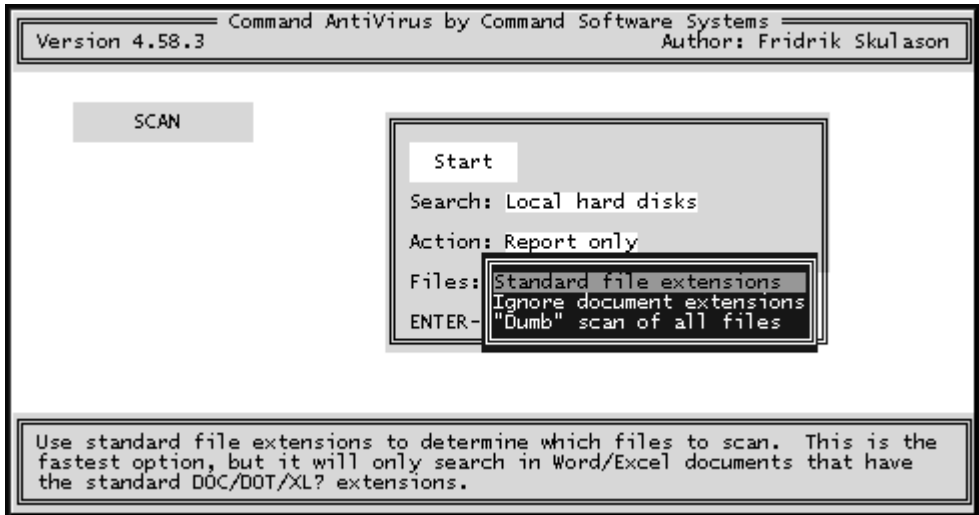 Command AntiVirus by Command Software Systems
Version 4.58.3 Author: Fridrik Skulason
SCAN
Start
Search: Local hard disks
Action: Report only
Files: Standard file extensions
Ignore document extensions
ENTER- "Dumb" scan of all files
Use standard file extensions to determine which files to scan. This is the
fastest option, but it will only search in Word/Excel documents that have
the standard DOC/DOT/XL? extensions.